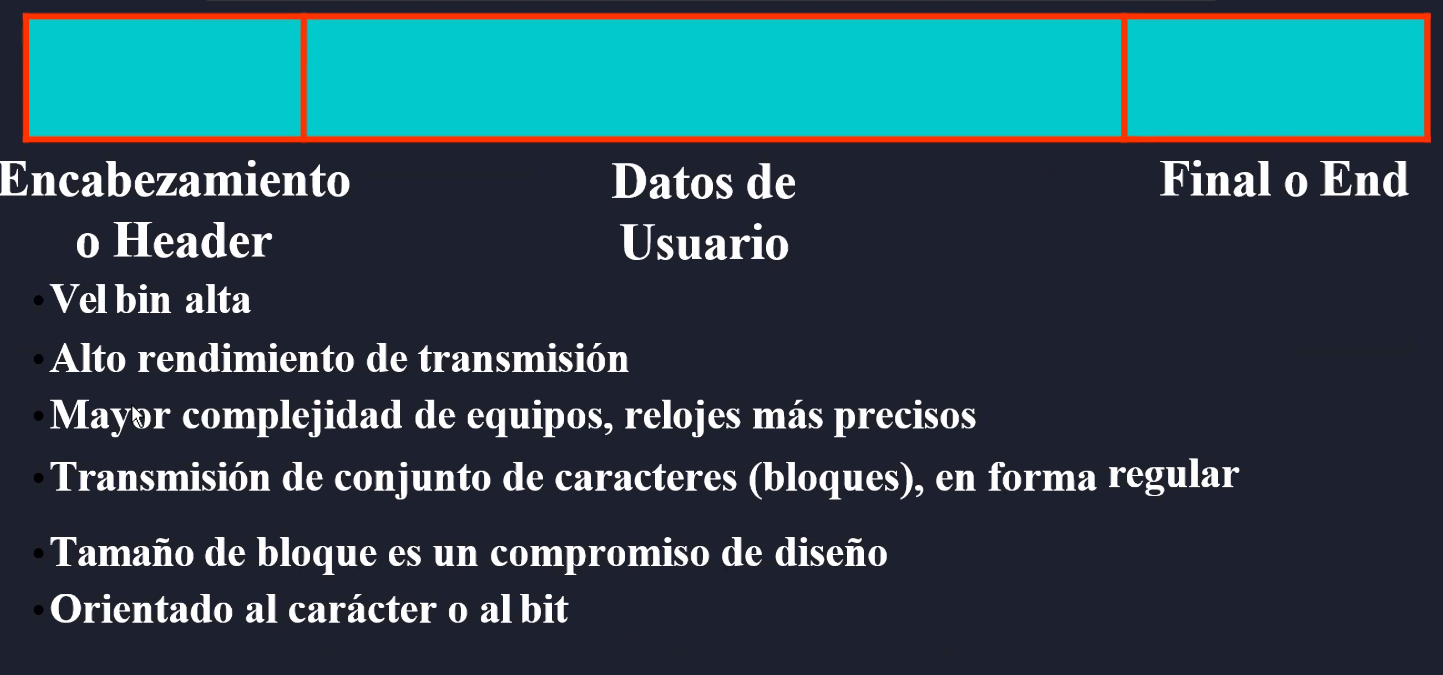 Encabezamiento
o Header
Datos de
Usuario
Final o End
• Vel bin alta
• Alto rendimiento de transmisión
• Mayor complejidad de equipos, relojes más precisos
• Transmisión de conjunto de caracteres (bloques), en forma regular
• Tamaño de bloque es un compromiso de diseño
• Orientado al carácter o al bit